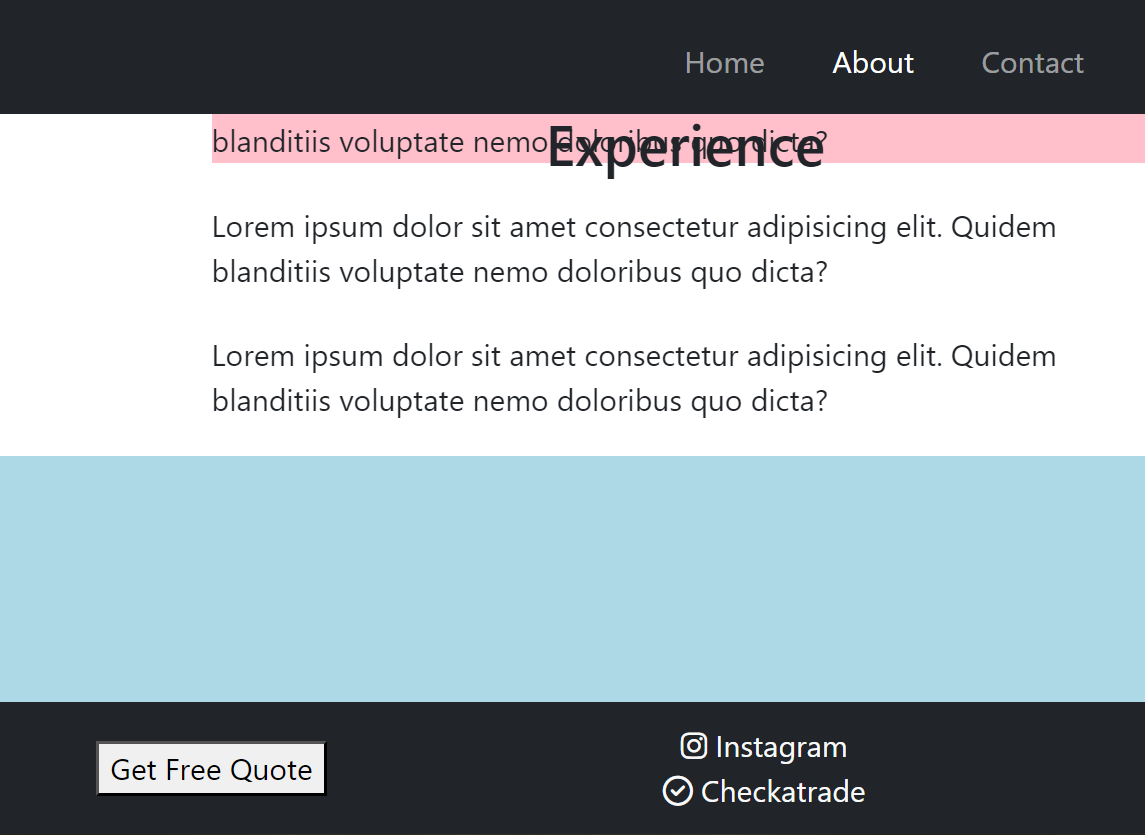 Home About Contact
blanditiis voluptate nemo doloribus quo dicta?
Experience
Lorem ipsum dolor sit amet consectetur adipisicing elit. Quidem
blanditiis voluptate nemo doloribus quo dicta?
Lorem ipsum dolor sit amet consectetur adipisicing elit. Quidem
blanditiis voluptate nemo doloribus quo dicta?
Get Free Quote
Instagram
Checkatrade